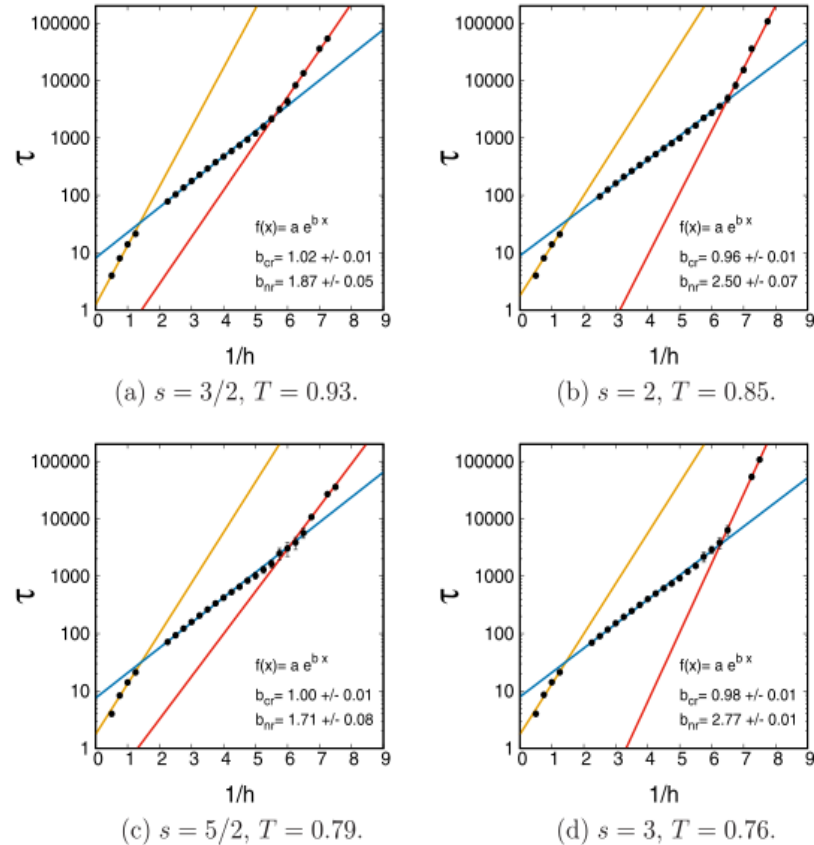 100000
10000
1000
100
10
1
τ
f(x)= a e^{b x}
b_{cr}= 1.02 +/- 0.01
b_{nr}= 1.87 +/- 0.05
0 1 2 3 4 5 6 7 8 9
1/h
(a) s = 3/2, T = 0.93.
100000
10000
1000
100
10
1
τ
f(x)= a e^{b x}
b_{cr}= 0.96 +/- 0.01
b_{nr}= 2.50 +/- 0.07
0 1 2 3 4 5 6 7 8 9
1/h
(b) s = 2, T = 0.85.
100000
10000
1000
100
10
1
τ
f(x)= a e^{b x}
b_{cr}= 1.00 +/- 0.01
b_{nr}= 1.71 +/- 0.08
0 1 2 3 4 5 6 7 8 9
1/h
(c) s = 5/2, T = 0.79.
100000
10000
1000
100
10
1
τ
f(x)= a e^{b x}
b_{cr}= 0.98 +/- 0.01
b_{nr}= 2.77 +/- 0.01
0 1 2 3 4 5 6 7 8 9
1/h
(d) s = 3, T = 0.76.